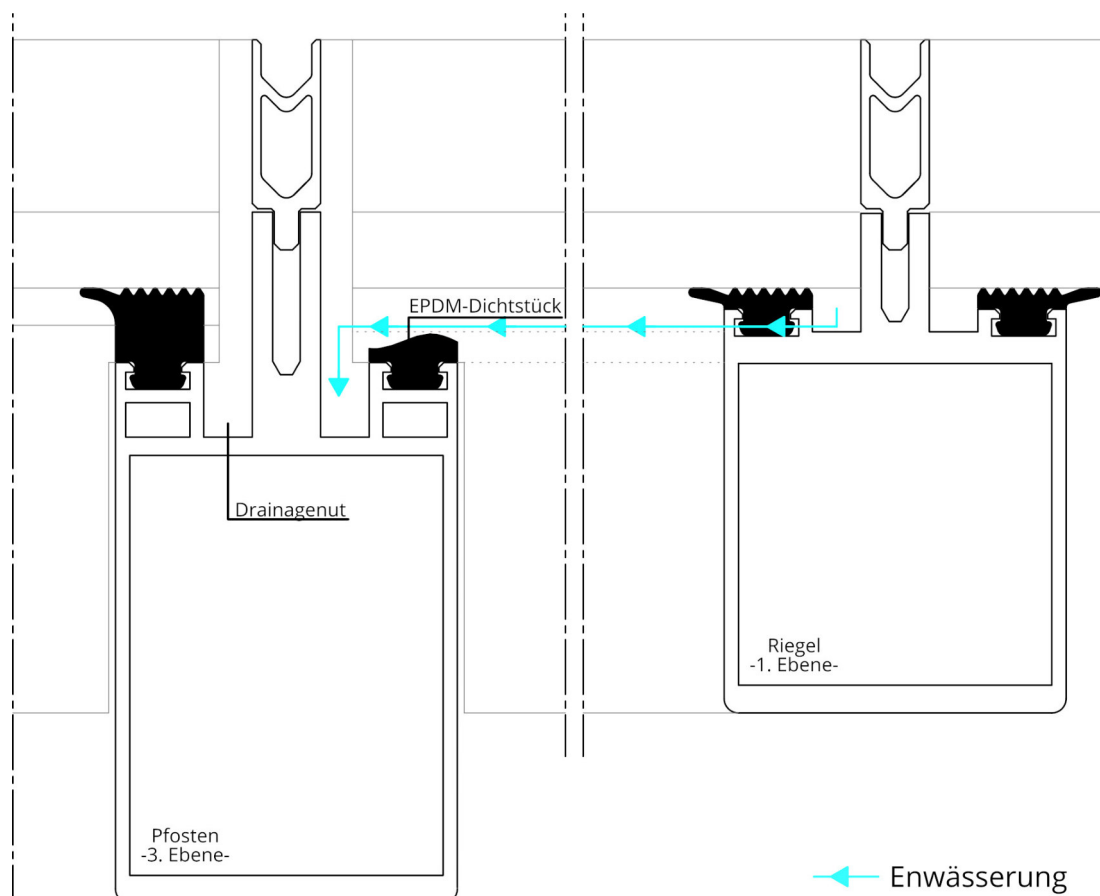 EPDM-Dichtstück
Drainagenut
Riegel
-1. Ebene-
Pfosten
-3. Ebene-
Enwässerung